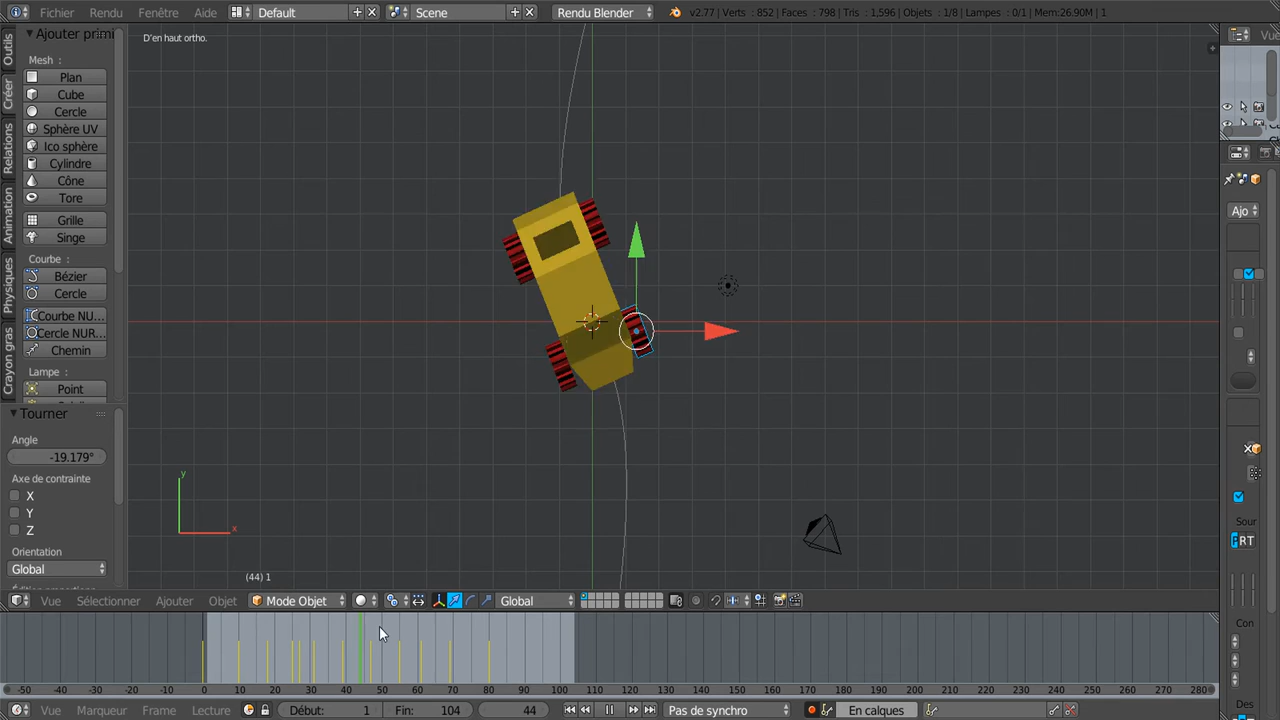 Fichier Rendu Fenêtre Aide Default Scene Rendu Blender v2.77 | Verts : 852 | Faces : 798 | Tris : 1,596 | Objets : 1/8 | Lampes : 0/1 | Mem:26.90M | 1
Outils
Créer
Relations
Animation
Physiques
Crayon gras
Ajouter primi
Mesh :
Plan
Cube
Cercle
Sphère UV
Ico sphère
Cylindre
Cône
Tore
Grille
Singe
Courbe :
Bézier
Cercle
Courbe NU...
Cercle NUR...
Chemin
Lampe :
Point
Tourner
Angle
-19.179°
Axe de contrainte
X
Y
Z
Orientation
Global
D'en haut ortho.
y
x
(44) 1
Vue
Ajo
Sour
RT
Con
Des
Vue Sélectionner Ajouter Objet Mode Objet Global
-50 -40 -30 -20 -10 0 10 20 30 40 50 60 70 80 90 100 110 120 130 140 150 160 170 180 190 200 210 220 230 240 250 260 270 280
Vue Marqueur Frame Lecture Début: 1 Fin: 104 44 Pas de synchro En calques